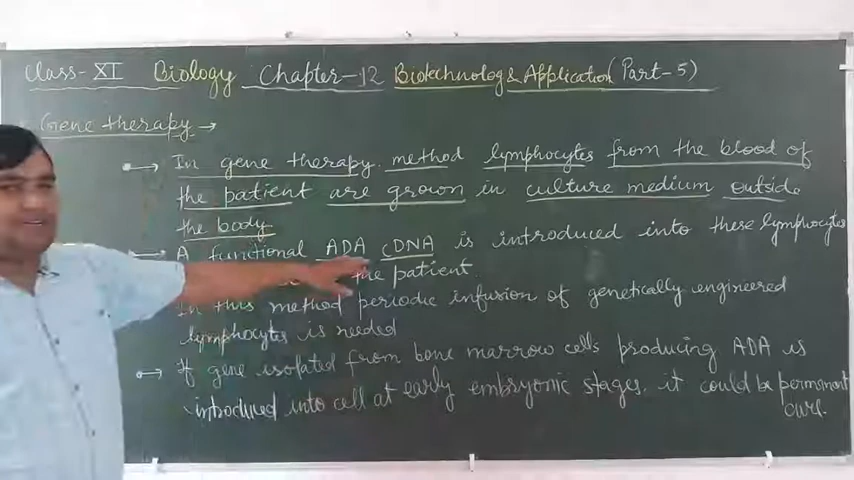 Class-XI Biology Chapter-12 Biotechnology & Application (Part-5)
Gene therapy →
→ In gene therapy method lymphocytes from the blood of
the patient are grown in culture medium outside
the body
→ A functional ADA cDNA is introduced into these lymphocytes
the patient.
In this method periodic infusion of genetically engineered
lymphocytes is needed
→ If gene isolated from bone marrow cells producing ADA is
introduced into cell at early embryonic stages. it could be permanent
cure.